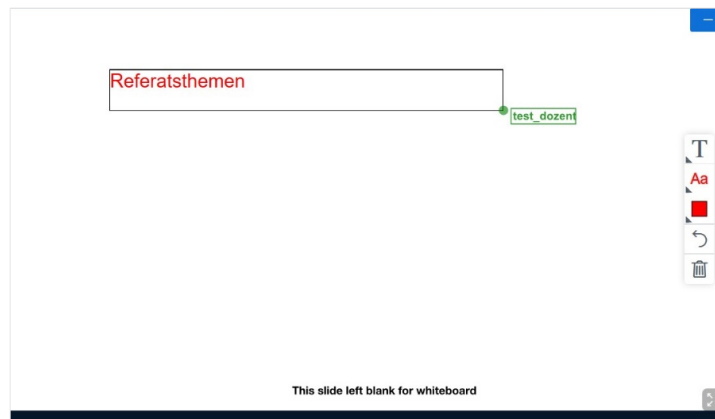 Referatsthemen
test_dozent
T
Aa
This slide left blank for whiteboard